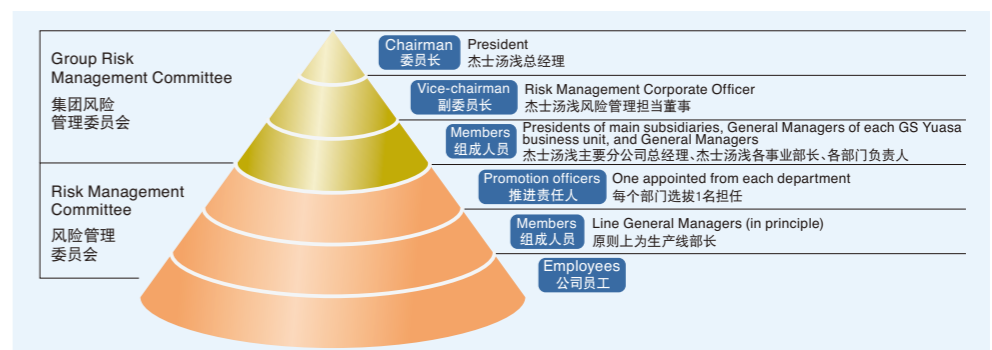 Group Risk
Management Committee
集团风险
管理委员会
Chairman
委员长
President
杰士汤浅总经理
Vice-chairman
副委员长
Risk Management Corporate Officer
杰士汤浅风险管理担当董事
Members
组成人员
Presidents of main subsidiaries, General Managers of each GS Yuasa
business unit, and General Managers
杰士汤浅主要分公司总经理、杰士汤浅各事业部长、各部门负责人
Risk Management
Committee
风险管理
委员会
Promotion officers
推进责任人
One appointed from each department
每个部门选拔1名担任
Members
组成人员
Line General Managers (in principle)
原则上为生产线部长
Employees
公司员工